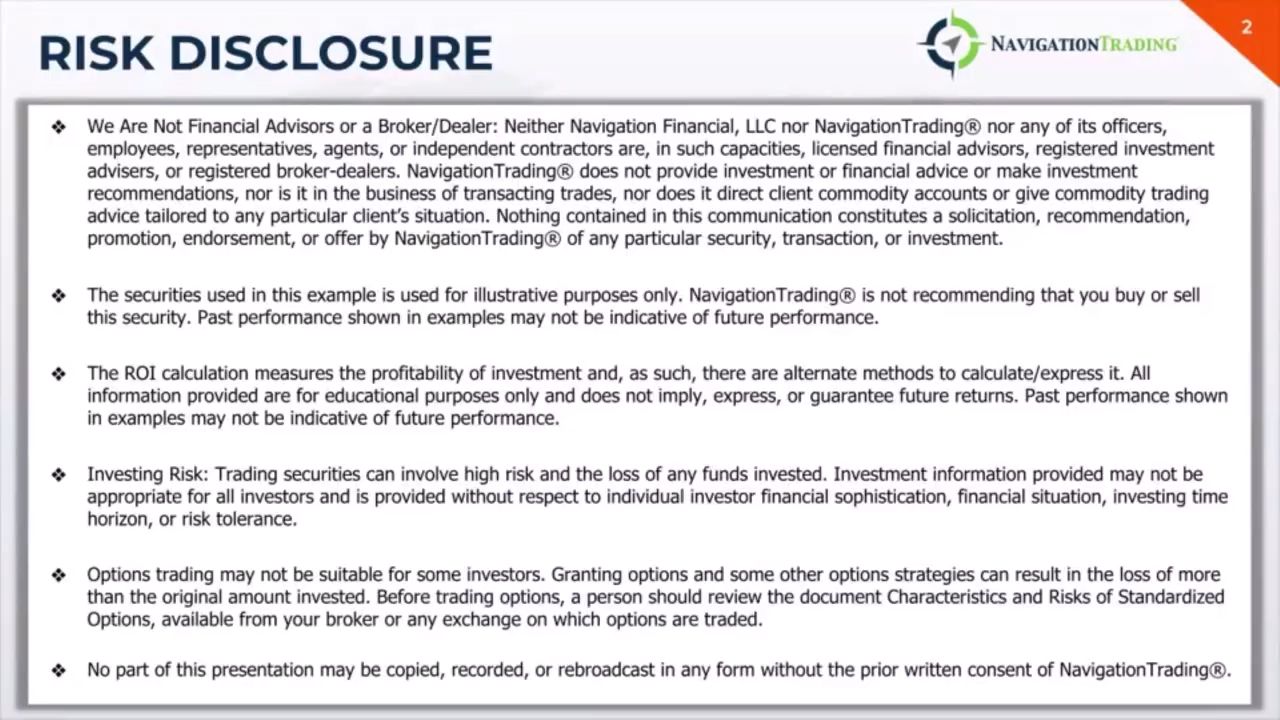 RISK DISCLOSURE
NAVIGATIONTRADING
2
❖ We Are Not Financial Advisors or a Broker/Dealer: Neither Navigation Financial, LLC nor NavigationTrading® nor any of its officers,
employees, representatives, agents, or independent contractors are, in such capacities, licensed financial advisors, registered investment
advisers, or registered broker-dealers. NavigationTrading® does not provide investment or financial advice or make investment
recommendations, nor is it in the business of transacting trades, nor does it direct client commodity accounts or give commodity trading
advice tailored to any particular client's situation. Nothing contained in this communication constitutes a solicitation, recommendation,
promotion, endorsement, or offer by NavigationTrading® of any particular security, transaction, or investment.
❖ The securities used in this example is used for illustrative purposes only. NavigationTrading® is not recommending that you buy or sell
this security. Past performance shown in examples may not be indicative of future performance.
❖ The ROI calculation measures the profitability of investment and, as such, there are alternate methods to calculate/express it. All
information provided are for educational purposes only and does not imply, express, or guarantee future returns. Past performance shown
in examples may not be indicative of future performance.
❖ Investing Risk: Trading securities can involve high risk and the loss of any funds invested. Investment information provided may not be
appropriate for all investors and is provided without respect to individual investor financial sophistication, financial situation, investing time
horizon, or risk tolerance.
❖ Options trading may not be suitable for some investors. Granting options and some other options strategies can result in the loss of more
than the original amount invested. Before trading options, a person should review the document Characteristics and Risks of Standardized
Options, available from your broker or any exchange on which options are traded.
❖ No part of this presentation may be copied, recorded, or rebroadcast in any form without the prior written consent of NavigationTrading®.